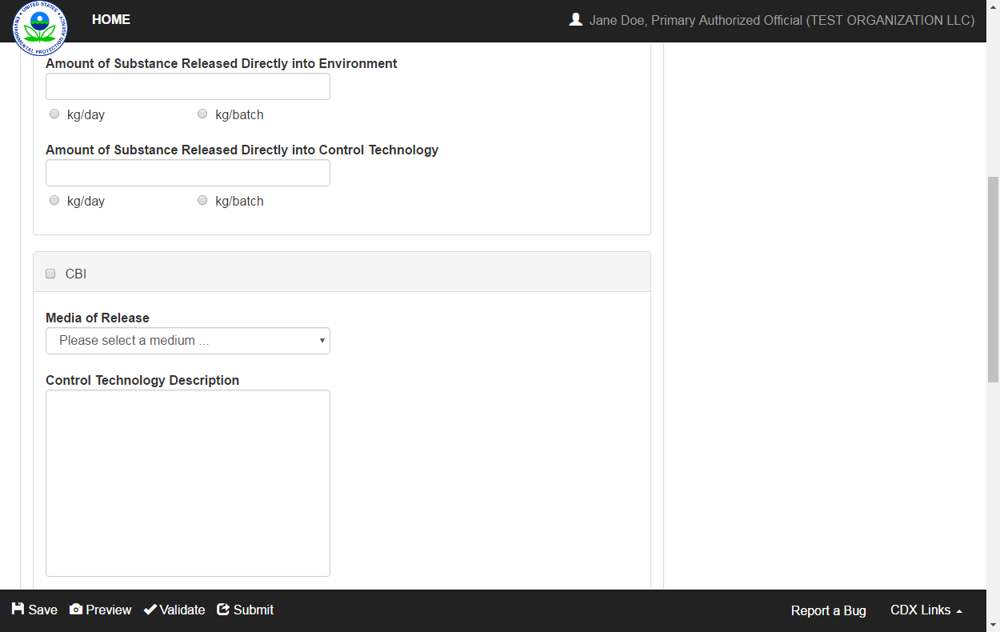 UNITED STATES
ENVIRONMENTAL PROTECTION AGENCY
HOME
Jane Doe, Primary Authorized Official (TEST ORGANIZATION LLC)
Amount of Substance Released Directly into Environment
kg/day kg/batch
Amount of Substance Released Directly into Control Technology
kg/day kg/batch
CBI
Media of Release
Please select a medium ...
Control Technology Description
Save Preview Validate Submit
Report a Bug CDX Links